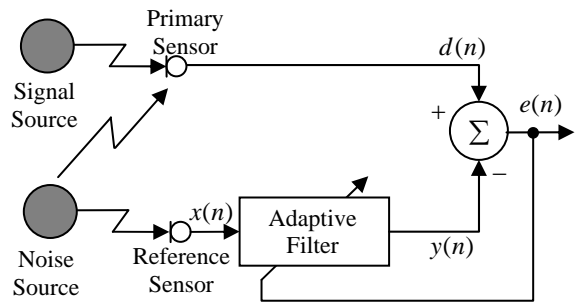 Primary
Sensor
d(n)
Signal
Source
+
Σ
e(n)
−
x(n)
Adaptive
Filter
y(n)
Noise
Source
Reference
Sensor